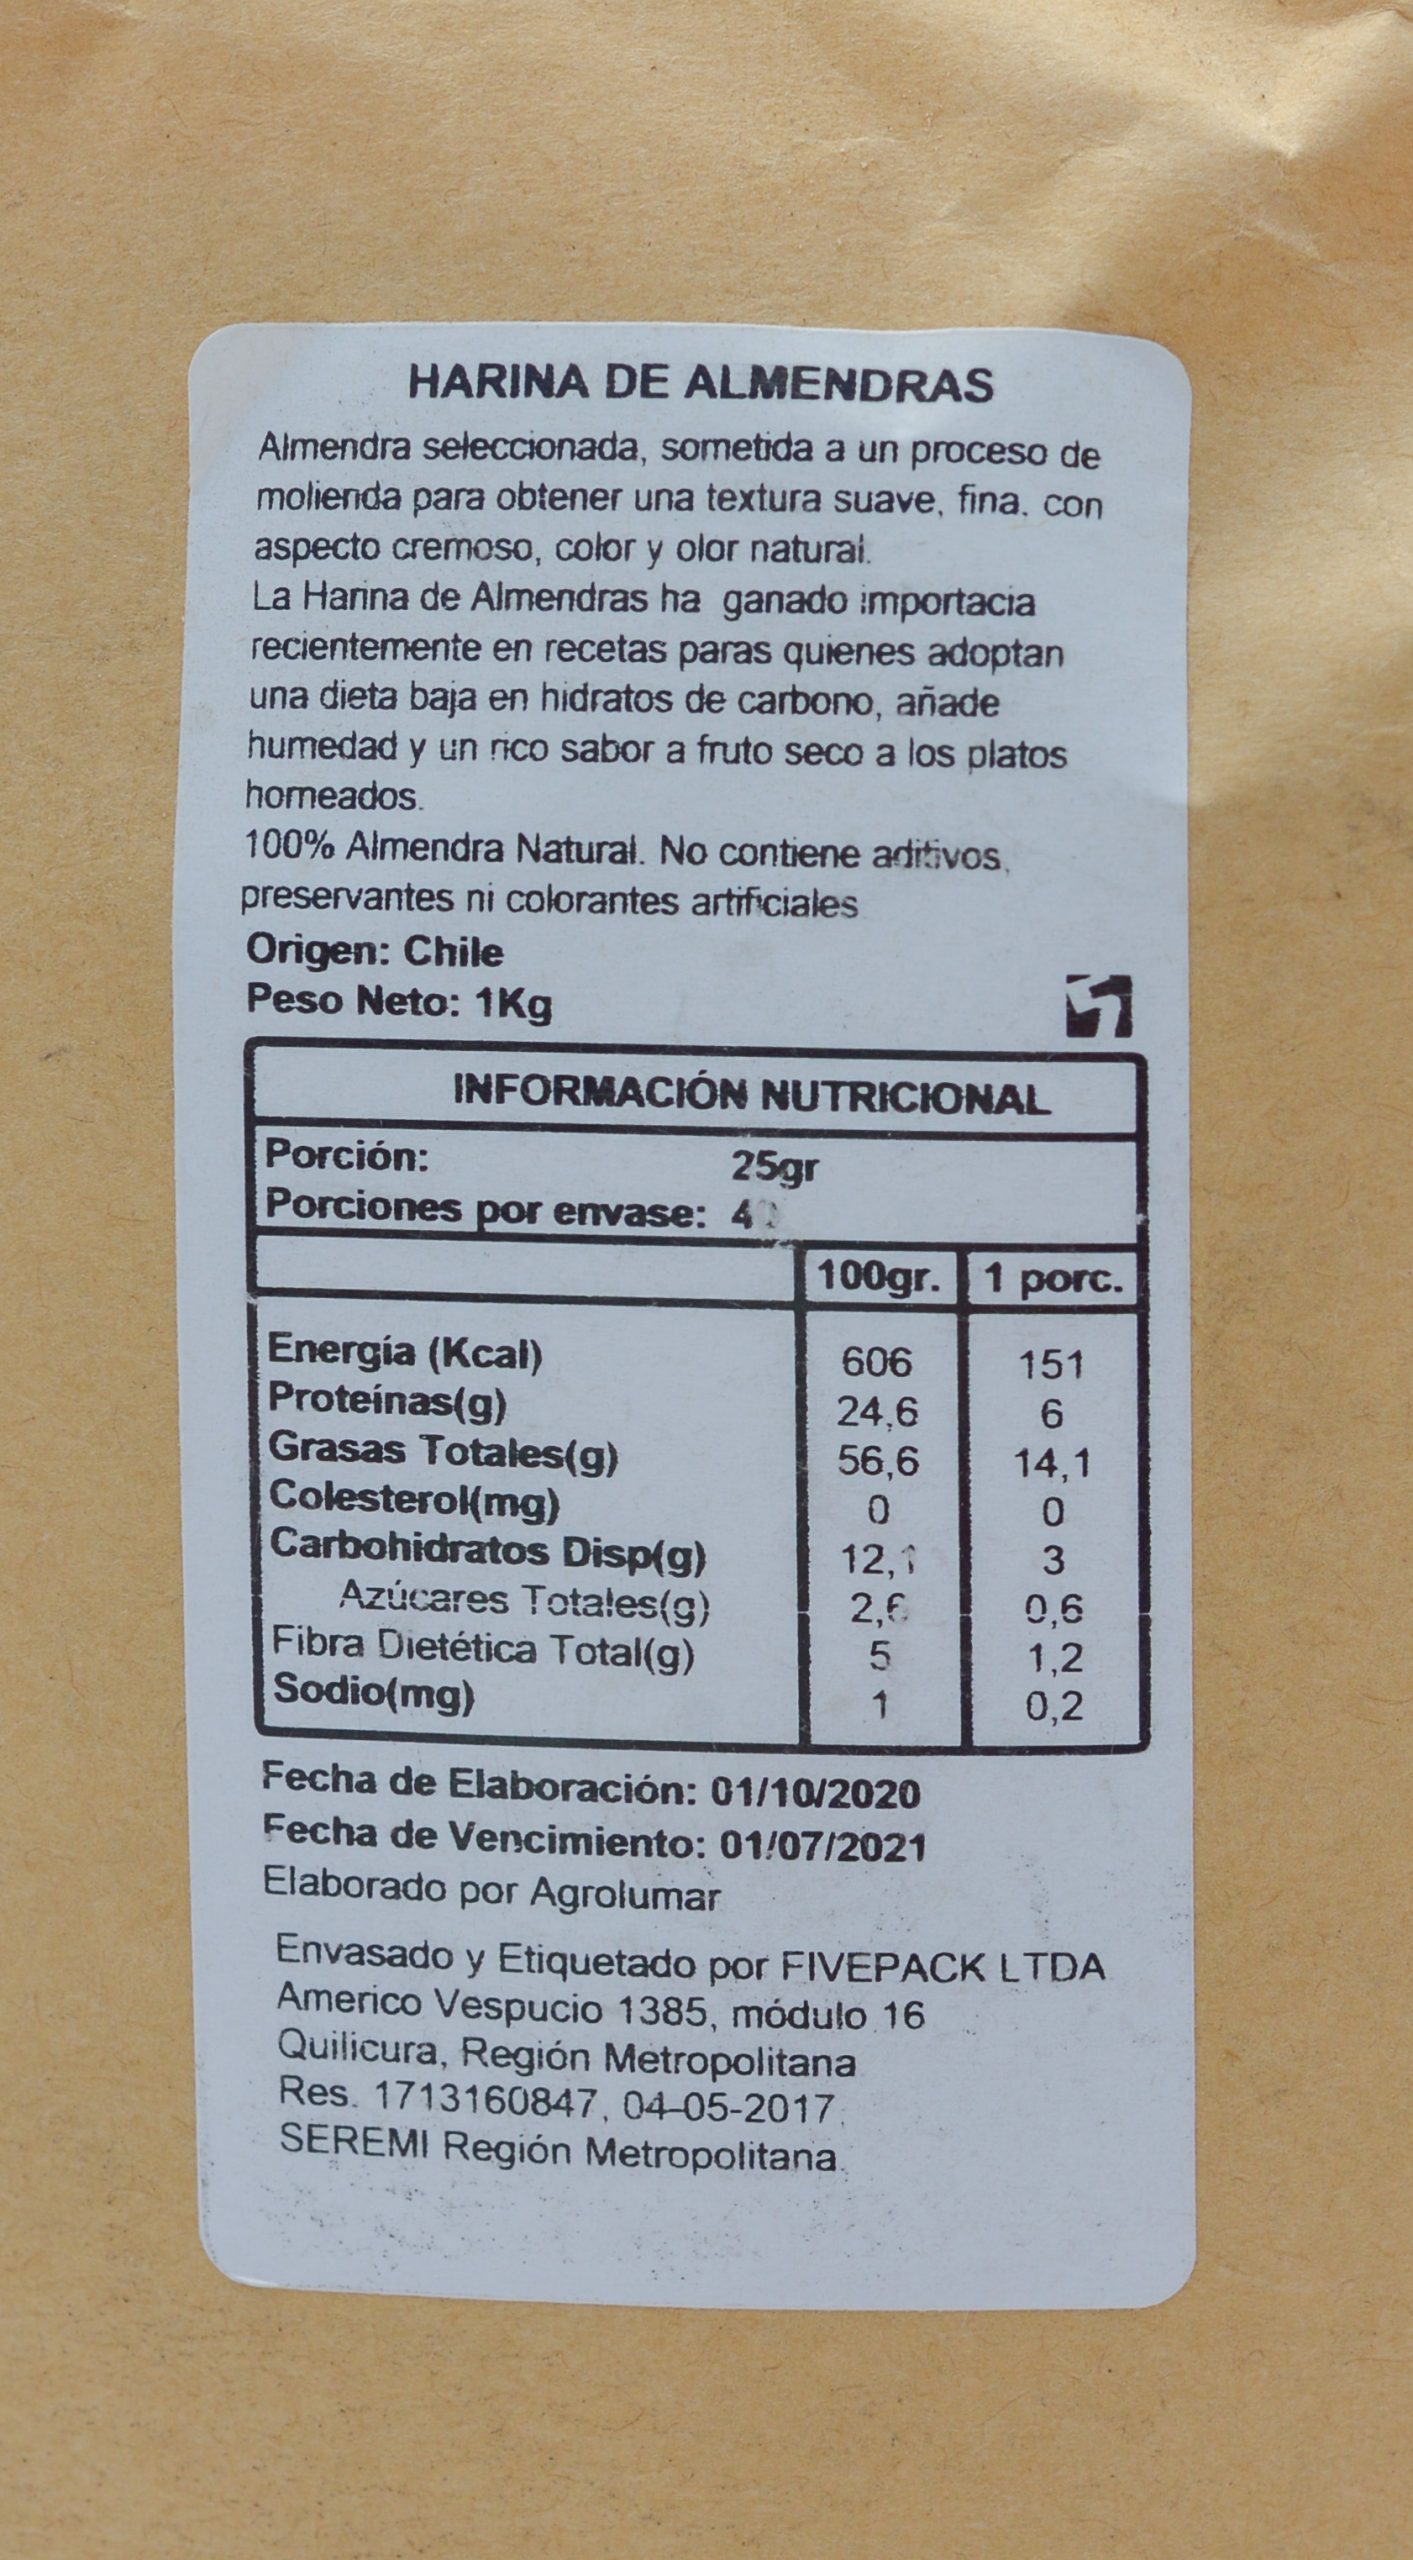 HARINA DE ALMENDRAS
Almendra seleccionada, sometida a un proceso de
molienda para obtener una textura suave, fina, con
aspecto cremoso, color y olor natural.
La Harina de Almendras ha ganado importacia
recientemente en recetas paras quienes adoptan
una dieta baja en hidratos de carbono, añade
humedad y un rico sabor a fruto seco a los platos
horneados.
100% Almendra Natural. No contiene aditivos,
preservantes ni colorantes artificiales
Origen: Chile
Peso Neto: 1Kg
INFORMACIÓN NUTRICIONAL
Porción: 25gr
Porciones por envase: 40
100gr. 1 porc.
Energía (Kcal) 606 151
Proteínas(g) 24,6 6
Grasas Totales(g) 56,6 14,1
Colesterol(mg) 0 0
Carbohidratos Disp(g) 12,1 3
Azúcares Totales(g) 2,6 0,6
Fibra Dietética Total(g) 5 1,2
Sodio(mg) 1 0,2
Fecha de Elaboración: 01/10/2020
Fecha de Vencimiento: 01/07/2021
Elaborado por Agrolumar
Envasado y Etiquetado por FIVEPACK LTDA
Americo Vespucio 1385, módulo 16
Quilicura, Región Metropolitana
Res. 1713160847, 04-05-2017.
SEREMI Región Metropolitana.